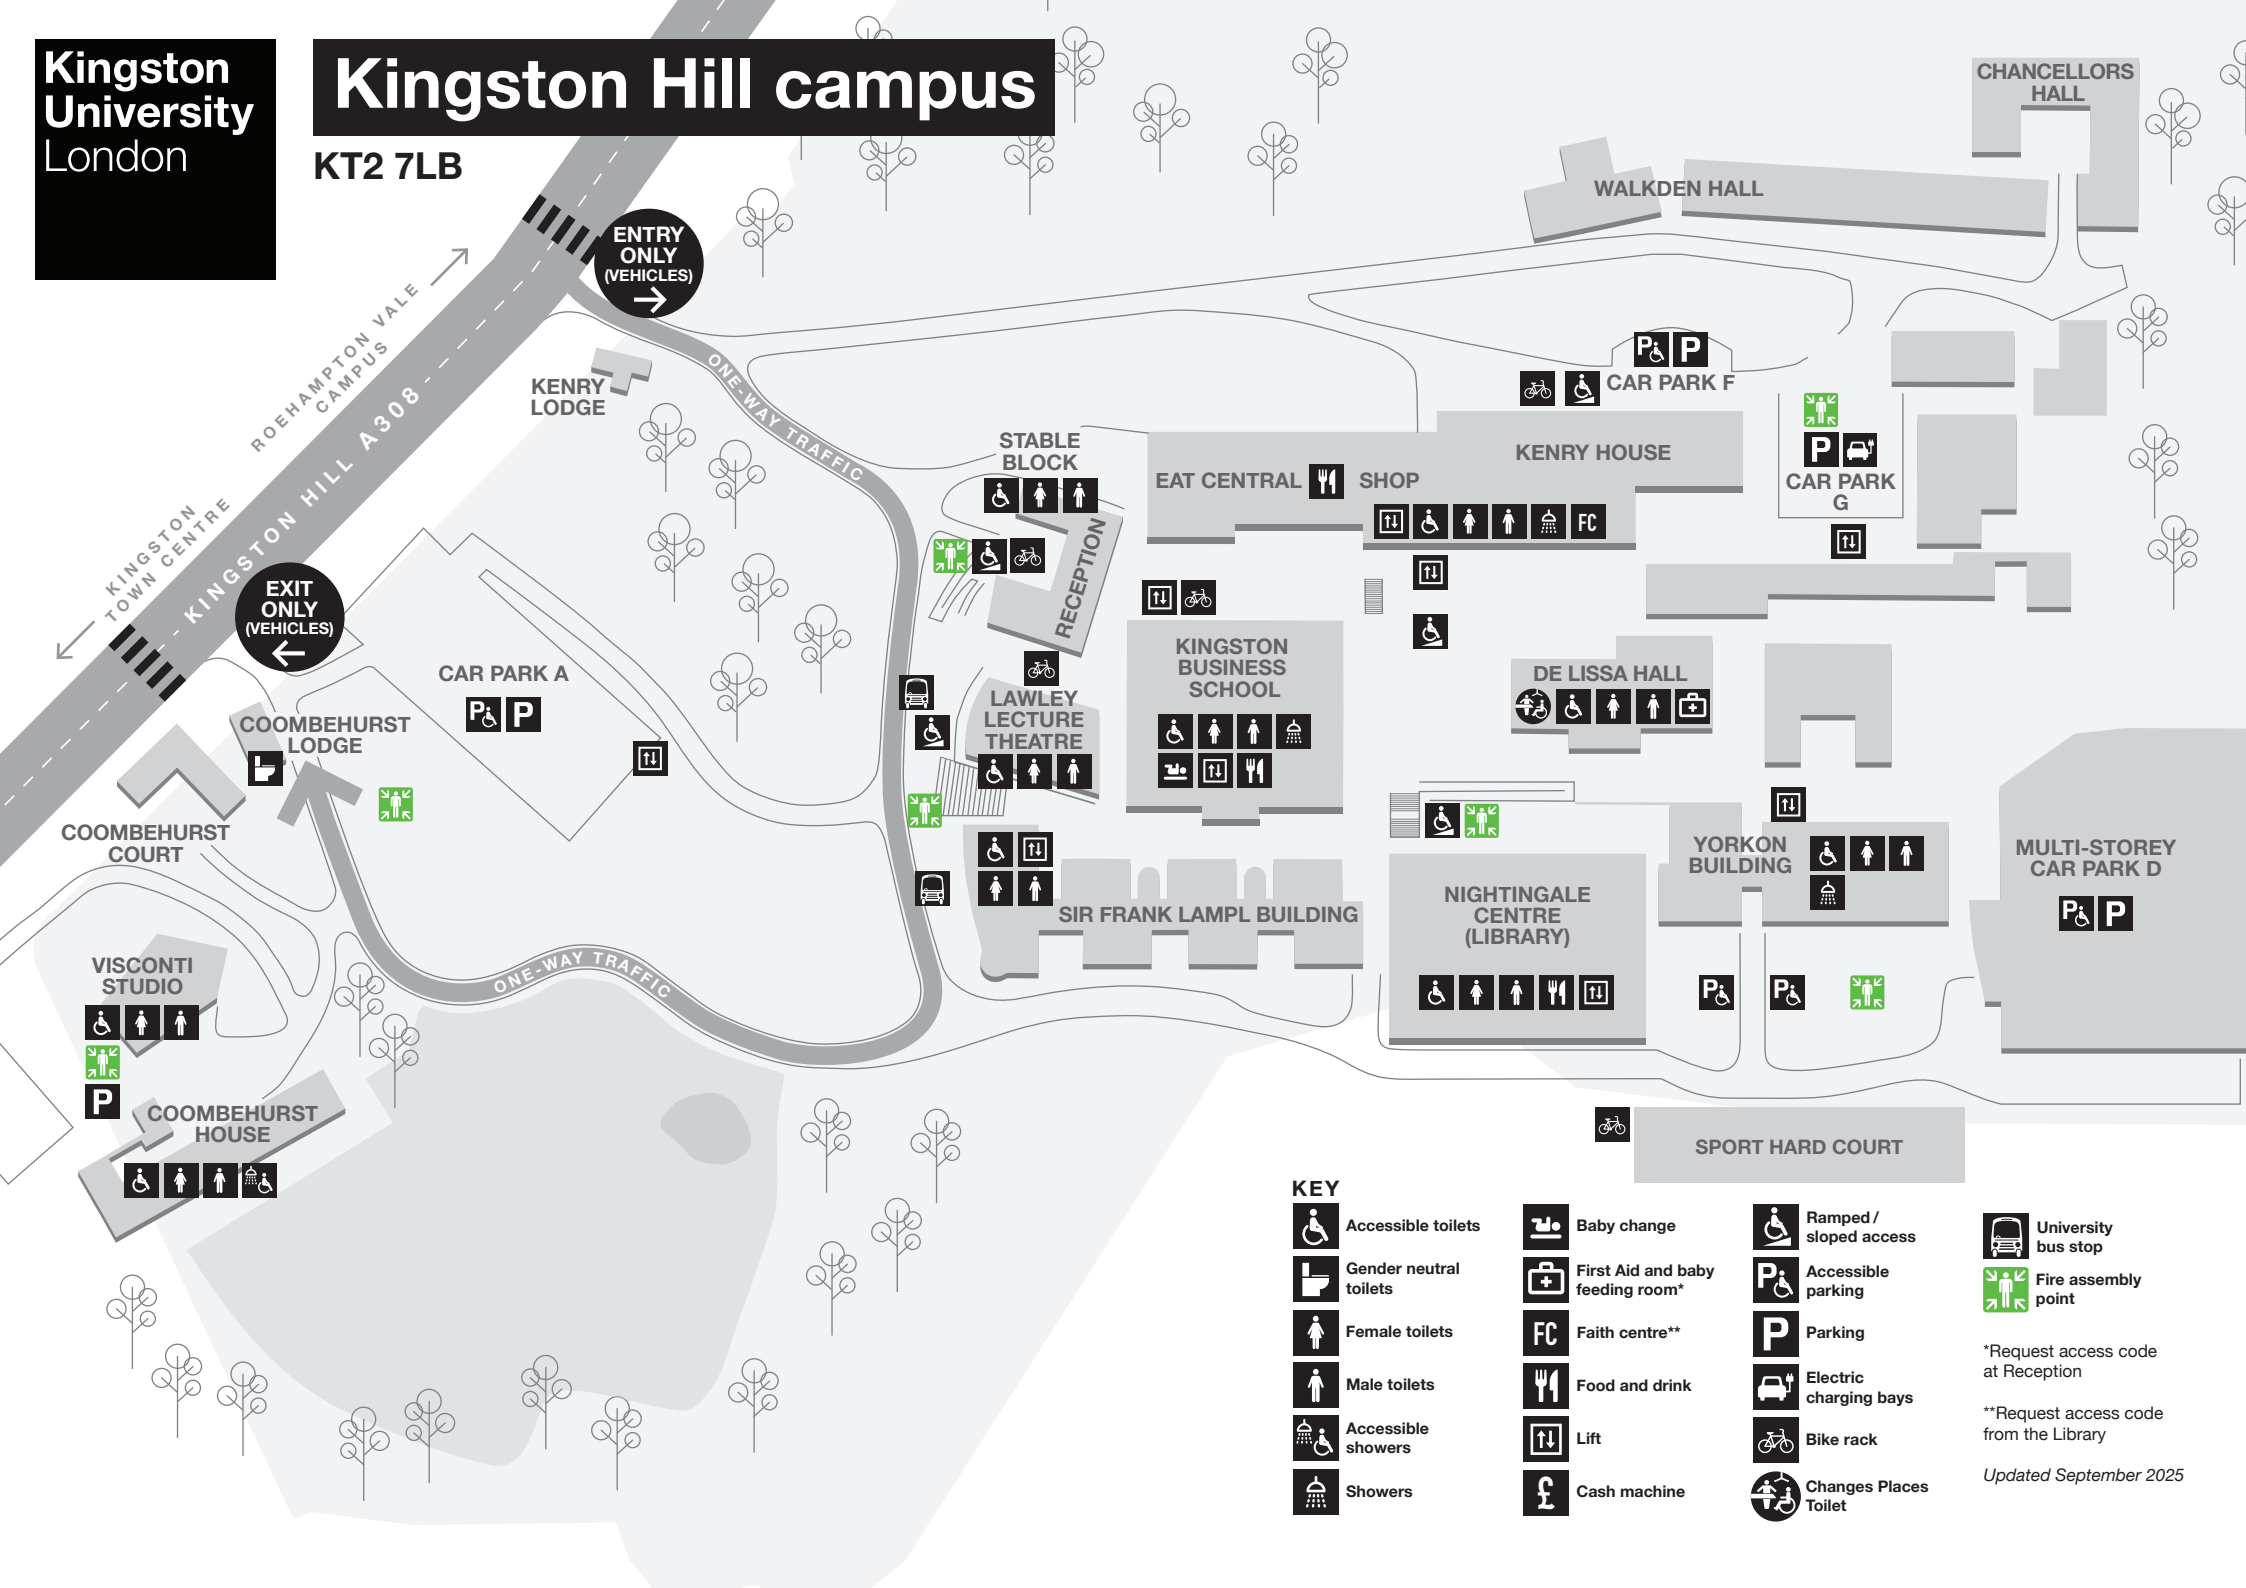 Kingston
University
London
Kingston Hill campus
KT2 7LB
ENTRY
ONLY
(VEHICLES)
ROEHAMPTON VALE
CAMPUS
KINGSTON HILL A308
KINGSTON
TOWN CENTRE
EXIT
ONLY
(VEHICLES)
ONE-WAY TRAFFIC
KENRY
LODGE
CHANCELLORS
HALL
WALKDEN HALL
P
P
CAR PARK F
STABLE
BLOCK
RECEPTION
EAT CENTRAL
SHOP
KENRY HOUSE
FC
P
CAR PARK
G
CAR PARK A
P
P
COOMBEHURST
LODGE
COOMBEHURST
COURT
LAWLEY
LECTURE
THEATRE
KINGSTON
BUSINESS
SCHOOL
DE LISSA HALL
YORKON
BUILDING
MULTI-STOREY
CAR PARK D
P
P
SIR FRANK LAMPL BUILDING
NIGHTINGALE
CENTRE
(LIBRARY)
P
P
ONE-WAY TRAFFIC
VISCONTI
STUDIO
P
COOMBEHURST
HOUSE
SPORT HARD COURT
KEY
Accessible toilets
Gender neutral
toilets
Female toilets
Male toilets
Accessible
showers
Showers
Baby change
First Aid and baby
feeding room*
FC
Faith centre**
Food and drink
Lift
£
Cash machine
Ramped /
sloped access
P
Accessible
parking
P
Parking
Electric
charging bays
Bike rack
Changes Places
Toilet
University
bus stop
Fire assembly
point
*Request access code
at Reception
**Request access code
from the Library
Updated September 2025